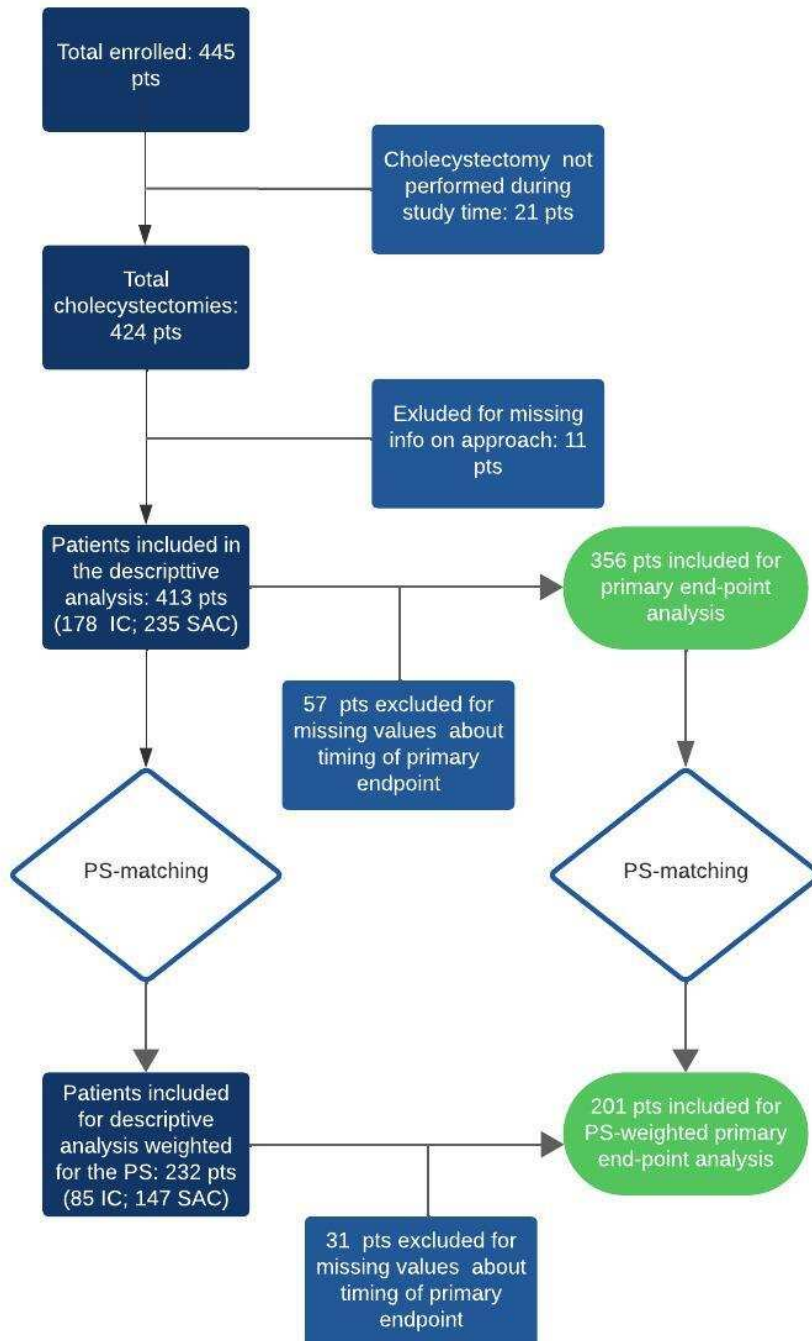 Total enrolled: 445
pts
Cholecystectomy not
performed during
study time: 21 pts
Total
cholecystectomies:
424 pts
Exluded for missing
info on approach: 11
pts
Patients included in
the descripttive
analysis: 413 pts
(178 IC; 235 SAC)
356 pts included for
primary end-point
analysis
57 pts excluded for
missing values about
timing of primary
endpoint
PS-matching
PS-matching
Patients included
for descriptive
analysis weighted
for the PS: 232 pts
(85 IC; 147 SAC)
201 pts included for
PS-weighted primary
end-point analysis
31 pts excluded for
missing values about
timing of primary
endpoint